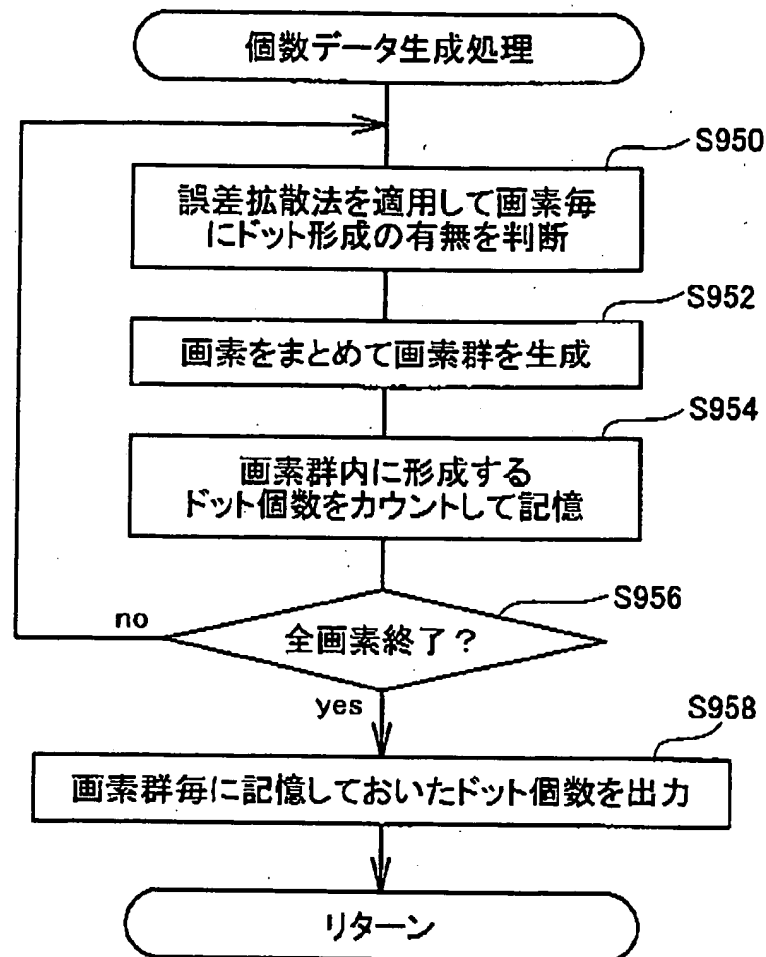 個数データ生成処理
S950
誤差拡散法を適用して画素毎
にドット形成の有無を判断
S952
画素をまとめて画素群を生成
S954
画素群内に形成する
ドット個数をカウントして記憶
S956
no
全画素終了?
yes
S958
画素群毎に記憶しておいたドット個数を出力
リターン